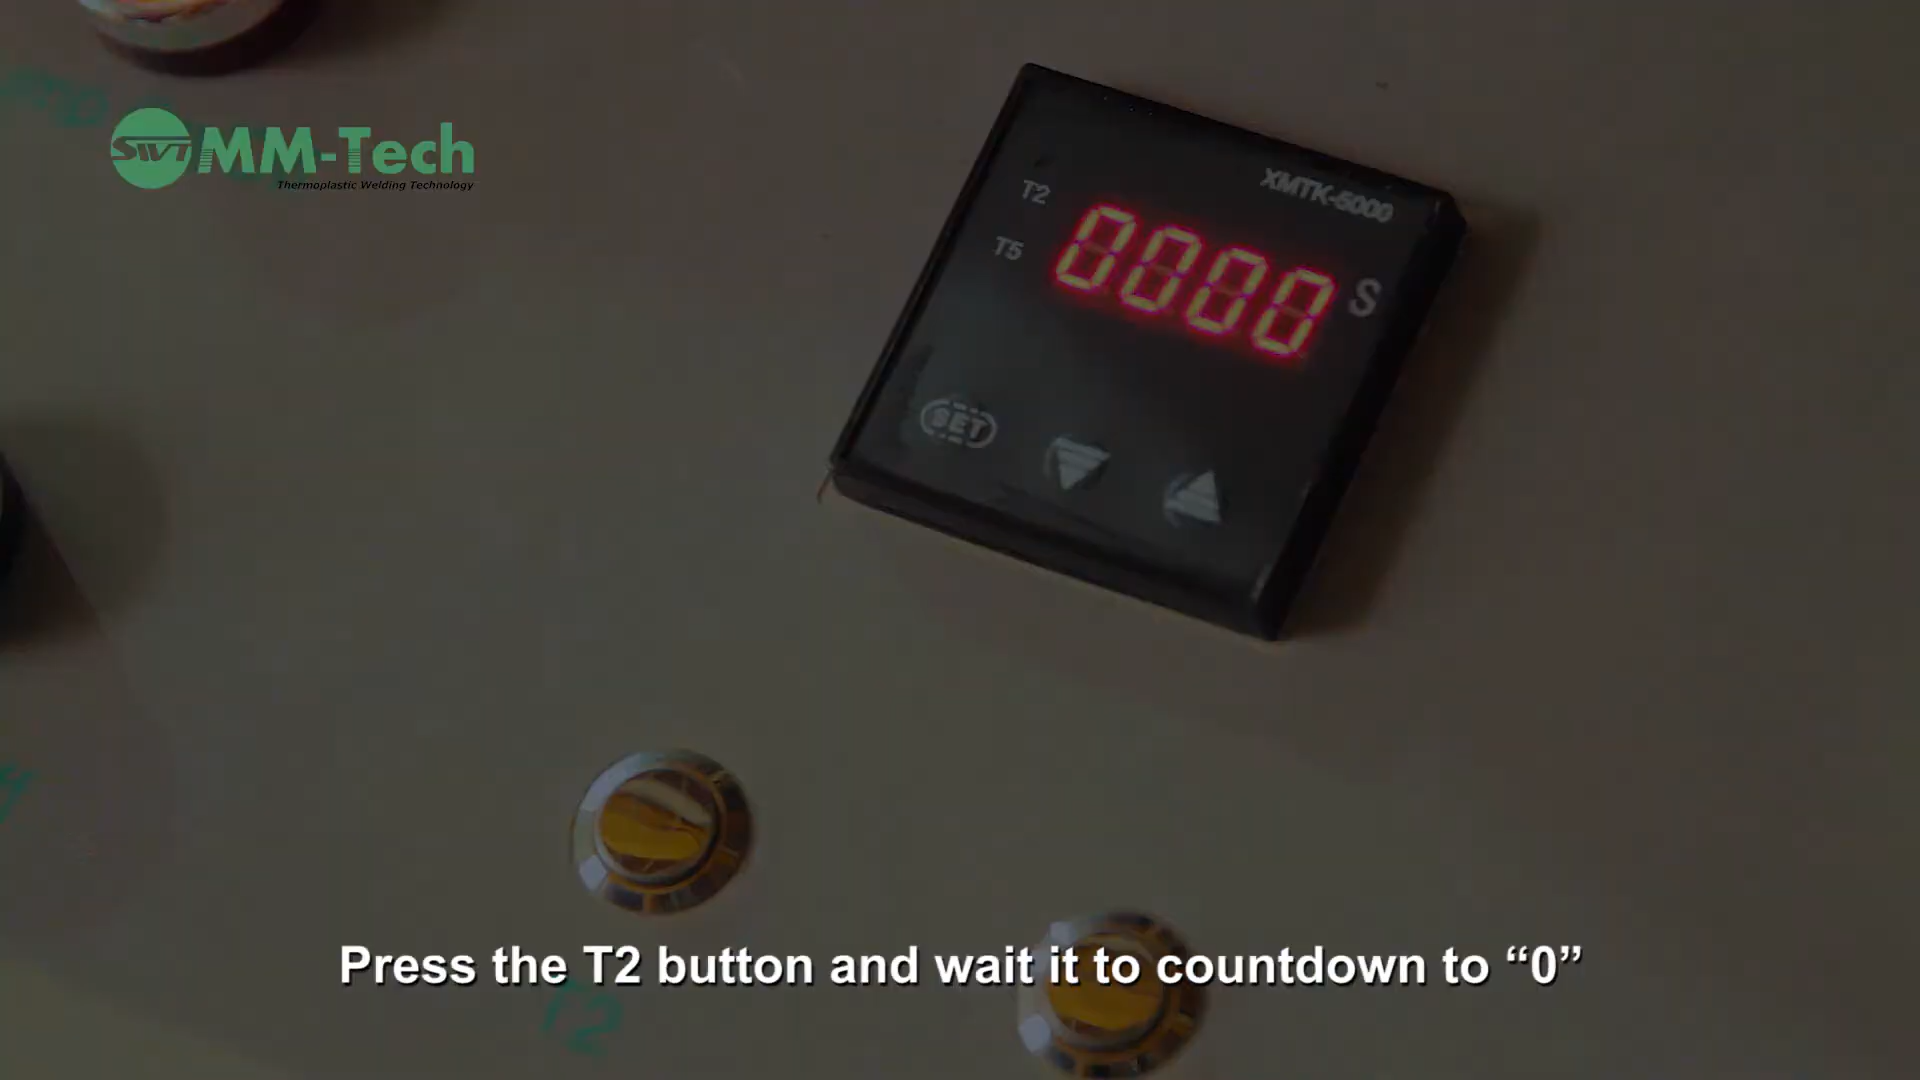 SWT MM-Tech
Thermoplastic Welding Technology
XMTK-5000
T2
T5
0000 S
SET
T2
Press the T2 button and wait it to countdown to “0”